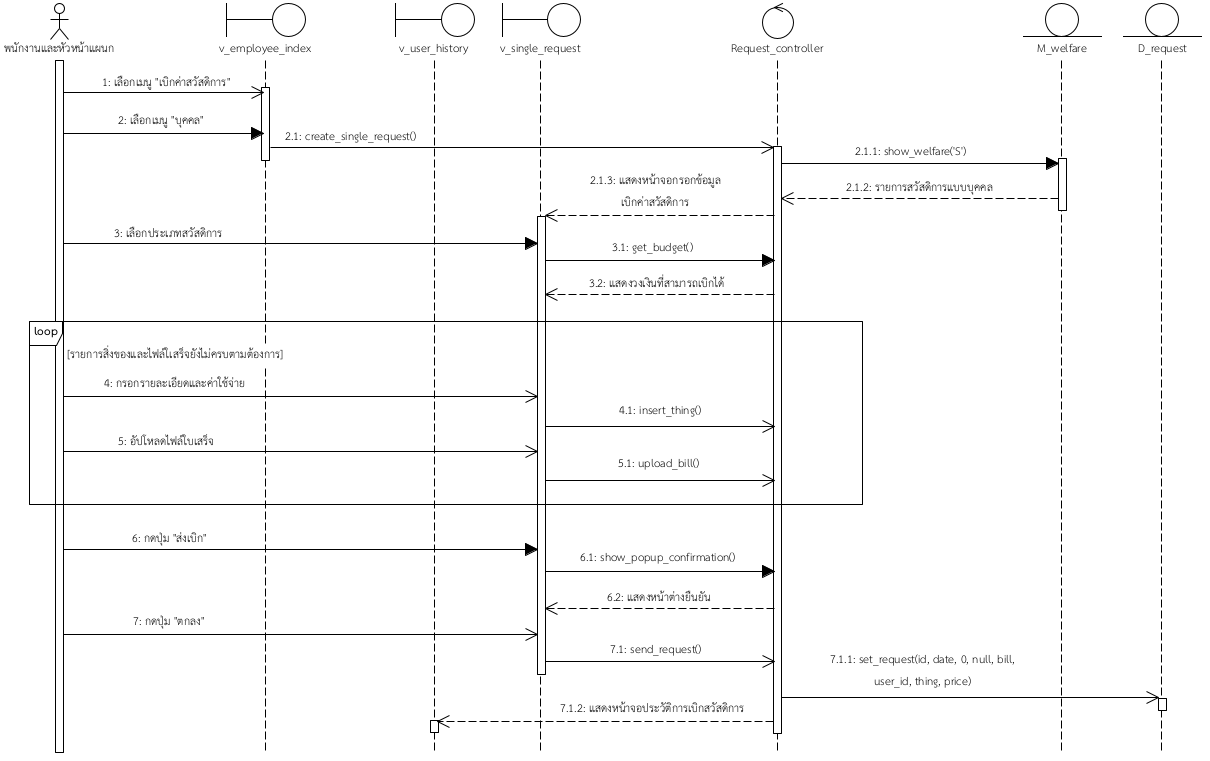 พนักงานและหัวหน้าแผนก
v_employee_index
v_user_history
v_single_request
Request_controller
M_welfare
D_request
1: เลือกเมนู "เบิกค่าสวัสดิการ"
2: เลือกเมนู "บุคคล"
2.1: create_single_request()
2.1.1: show_welfare('S')
2.1.2: รายการสวัสดิการแบบบุคคล
2.1.3: แสดงหน้าจอกรอกข้อมูล
เบิกค่าสวัสดิการ
3: เลือกประเภทสวัสดิการ
3.1: get_budget()
3.2: แสดงวงเงินที่สามารถเบิกได้
loop
[รายการสิ่งของและไฟล์ใเสร็จยังไม่ครบตามต้องการ]
4: กรอกรายละเอียดและค่าใช้จ่าย
4.1: insert_thing()
5: อัปโหลดไฟล์ใบเสร็จ
5.1: upload_bill()
6: กดปุ่ม "ส่งเบิก"
6.1: show_popup_confirmation()
6.2: แสดงหน้าต่างยืนยัน
7: กดปุ่ม "ตกลง"
7.1: send_request()
7.1.1: set_request(id, date, 0, null, bill,
user_id, thing, price)
7.1.2: แสดงหน้าจอประวัติการเบิกสวัสดิการ